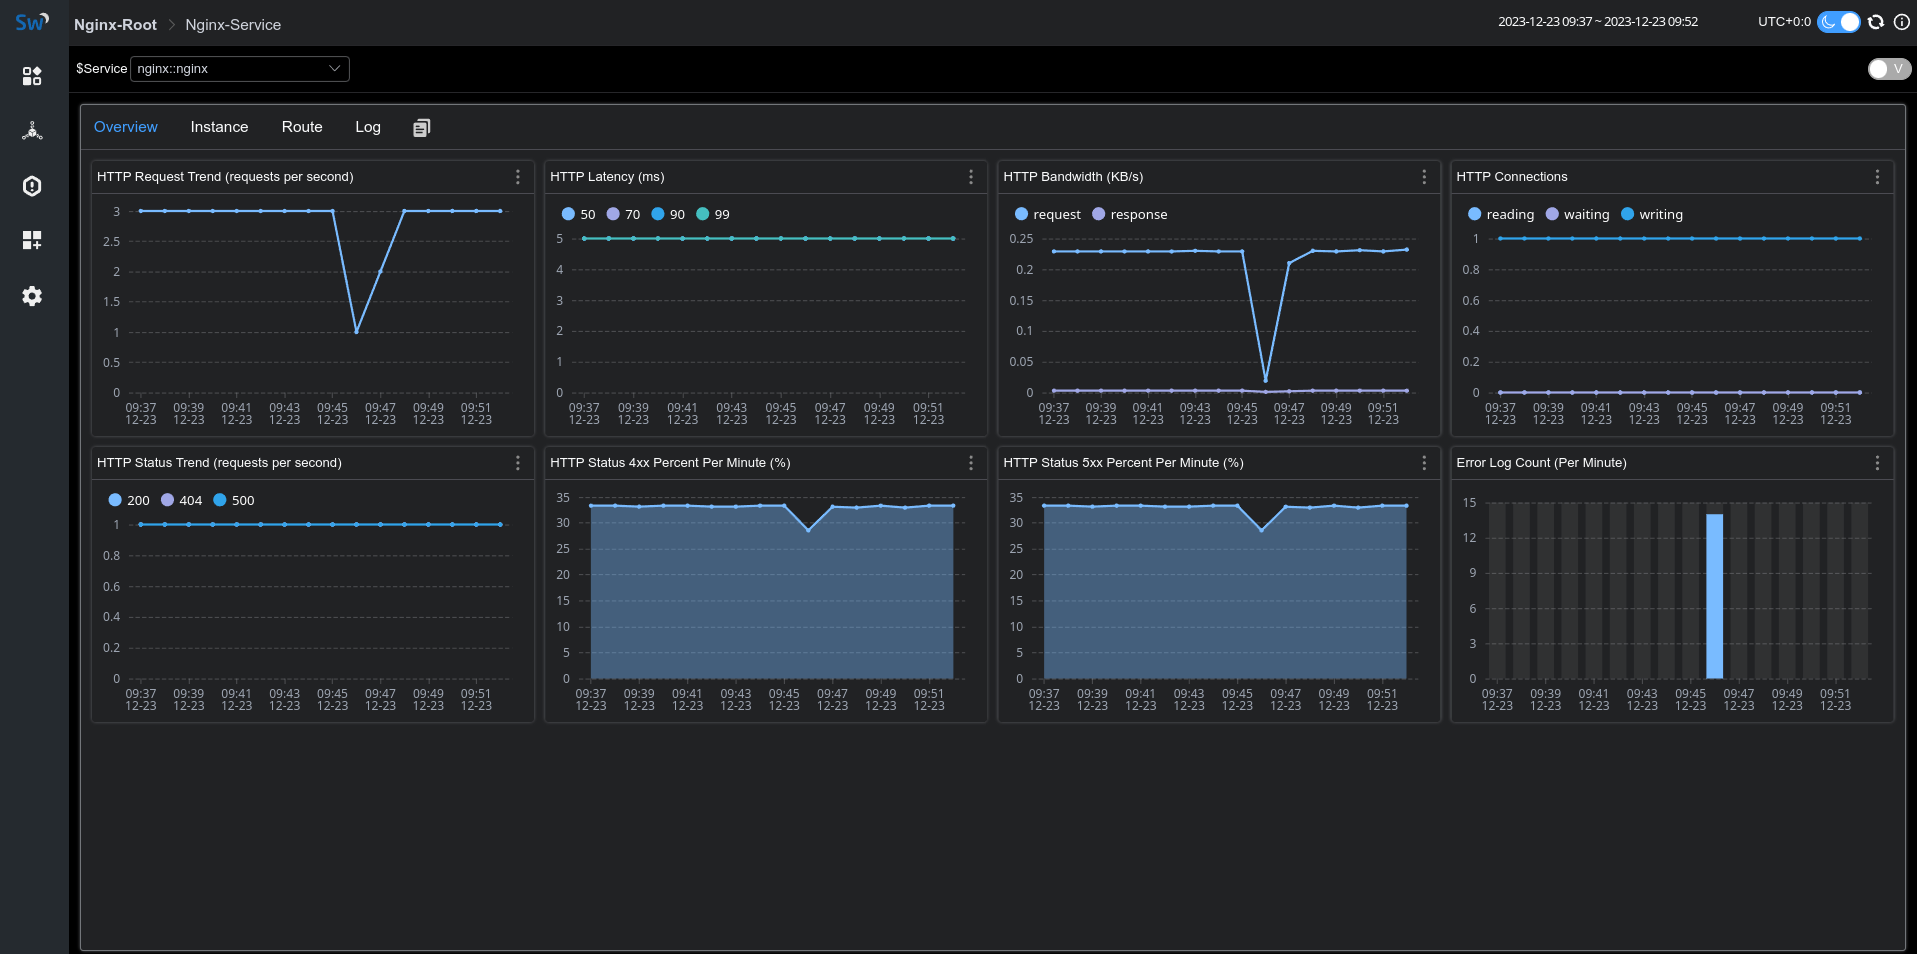 Sw
Nginx-Root
Nginx-Service
2023-12-23 09:37 ~ 2023-12-23 09:52
UTC+0:0
$Service
nginx::nginx
V
Overview
Instance
Route
Log
HTTP Request Trend (requests per second)
3
2.5
2
1.5
1
0.5
0
09:37 09:39 09:41 09:43 09:45 09:47 09:49 09:51
12-23 12-23 12-23 12-23 12-23 12-23 12-23 12-23
HTTP Latency (ms)
50 70 90 99
5
4
3
2
1
0
09:37 09:39 09:41 09:43 09:45 09:47 09:49 09:51
12-23 12-23 12-23 12-23 12-23 12-23 12-23 12-23
HTTP Bandwidth (KB/s)
request response
0.25
0.2
0.15
0.1
0.05
0
09:37 09:39 09:41 09:43 09:45 09:47 09:49 09:51
12-23 12-23 12-23 12-23 12-23 12-23 12-23 12-23
HTTP Connections
reading waiting writing
1
0.8
0.6
0.4
0.2
0
09:37 09:39 09:41 09:43 09:45 09:47 09:49 09:51
12-23 12-23 12-23 12-23 12-23 12-23 12-23 12-23
HTTP Status Trend (requests per second)
200 404 500
1
0.8
0.6
0.4
0.2
0
09:37 09:39 09:41 09:43 09:45 09:47 09:49 09:51
12-23 12-23 12-23 12-23 12-23 12-23 12-23 12-23
HTTP Status 4xx Percent Per Minute (%)
35
30
25
20
15
10
5
0
09:37 09:39 09:41 09:43 09:45 09:47 09:49 09:51
12-23 12-23 12-23 12-23 12-23 12-23 12-23 12-23
HTTP Status 5xx Percent Per Minute (%)
35
30
25
20
15
10
5
0
09:37 09:39 09:41 09:43 09:45 09:47 09:49 09:51
12-23 12-23 12-23 12-23 12-23 12-23 12-23 12-23
Error Log Count (Per Minute)
15
12
9
6
3
0
09:37 09:39 09:41 09:43 09:45 09:47 09:49 09:51
12-23 12-23 12-23 12-23 12-23 12-23 12-23 12-23